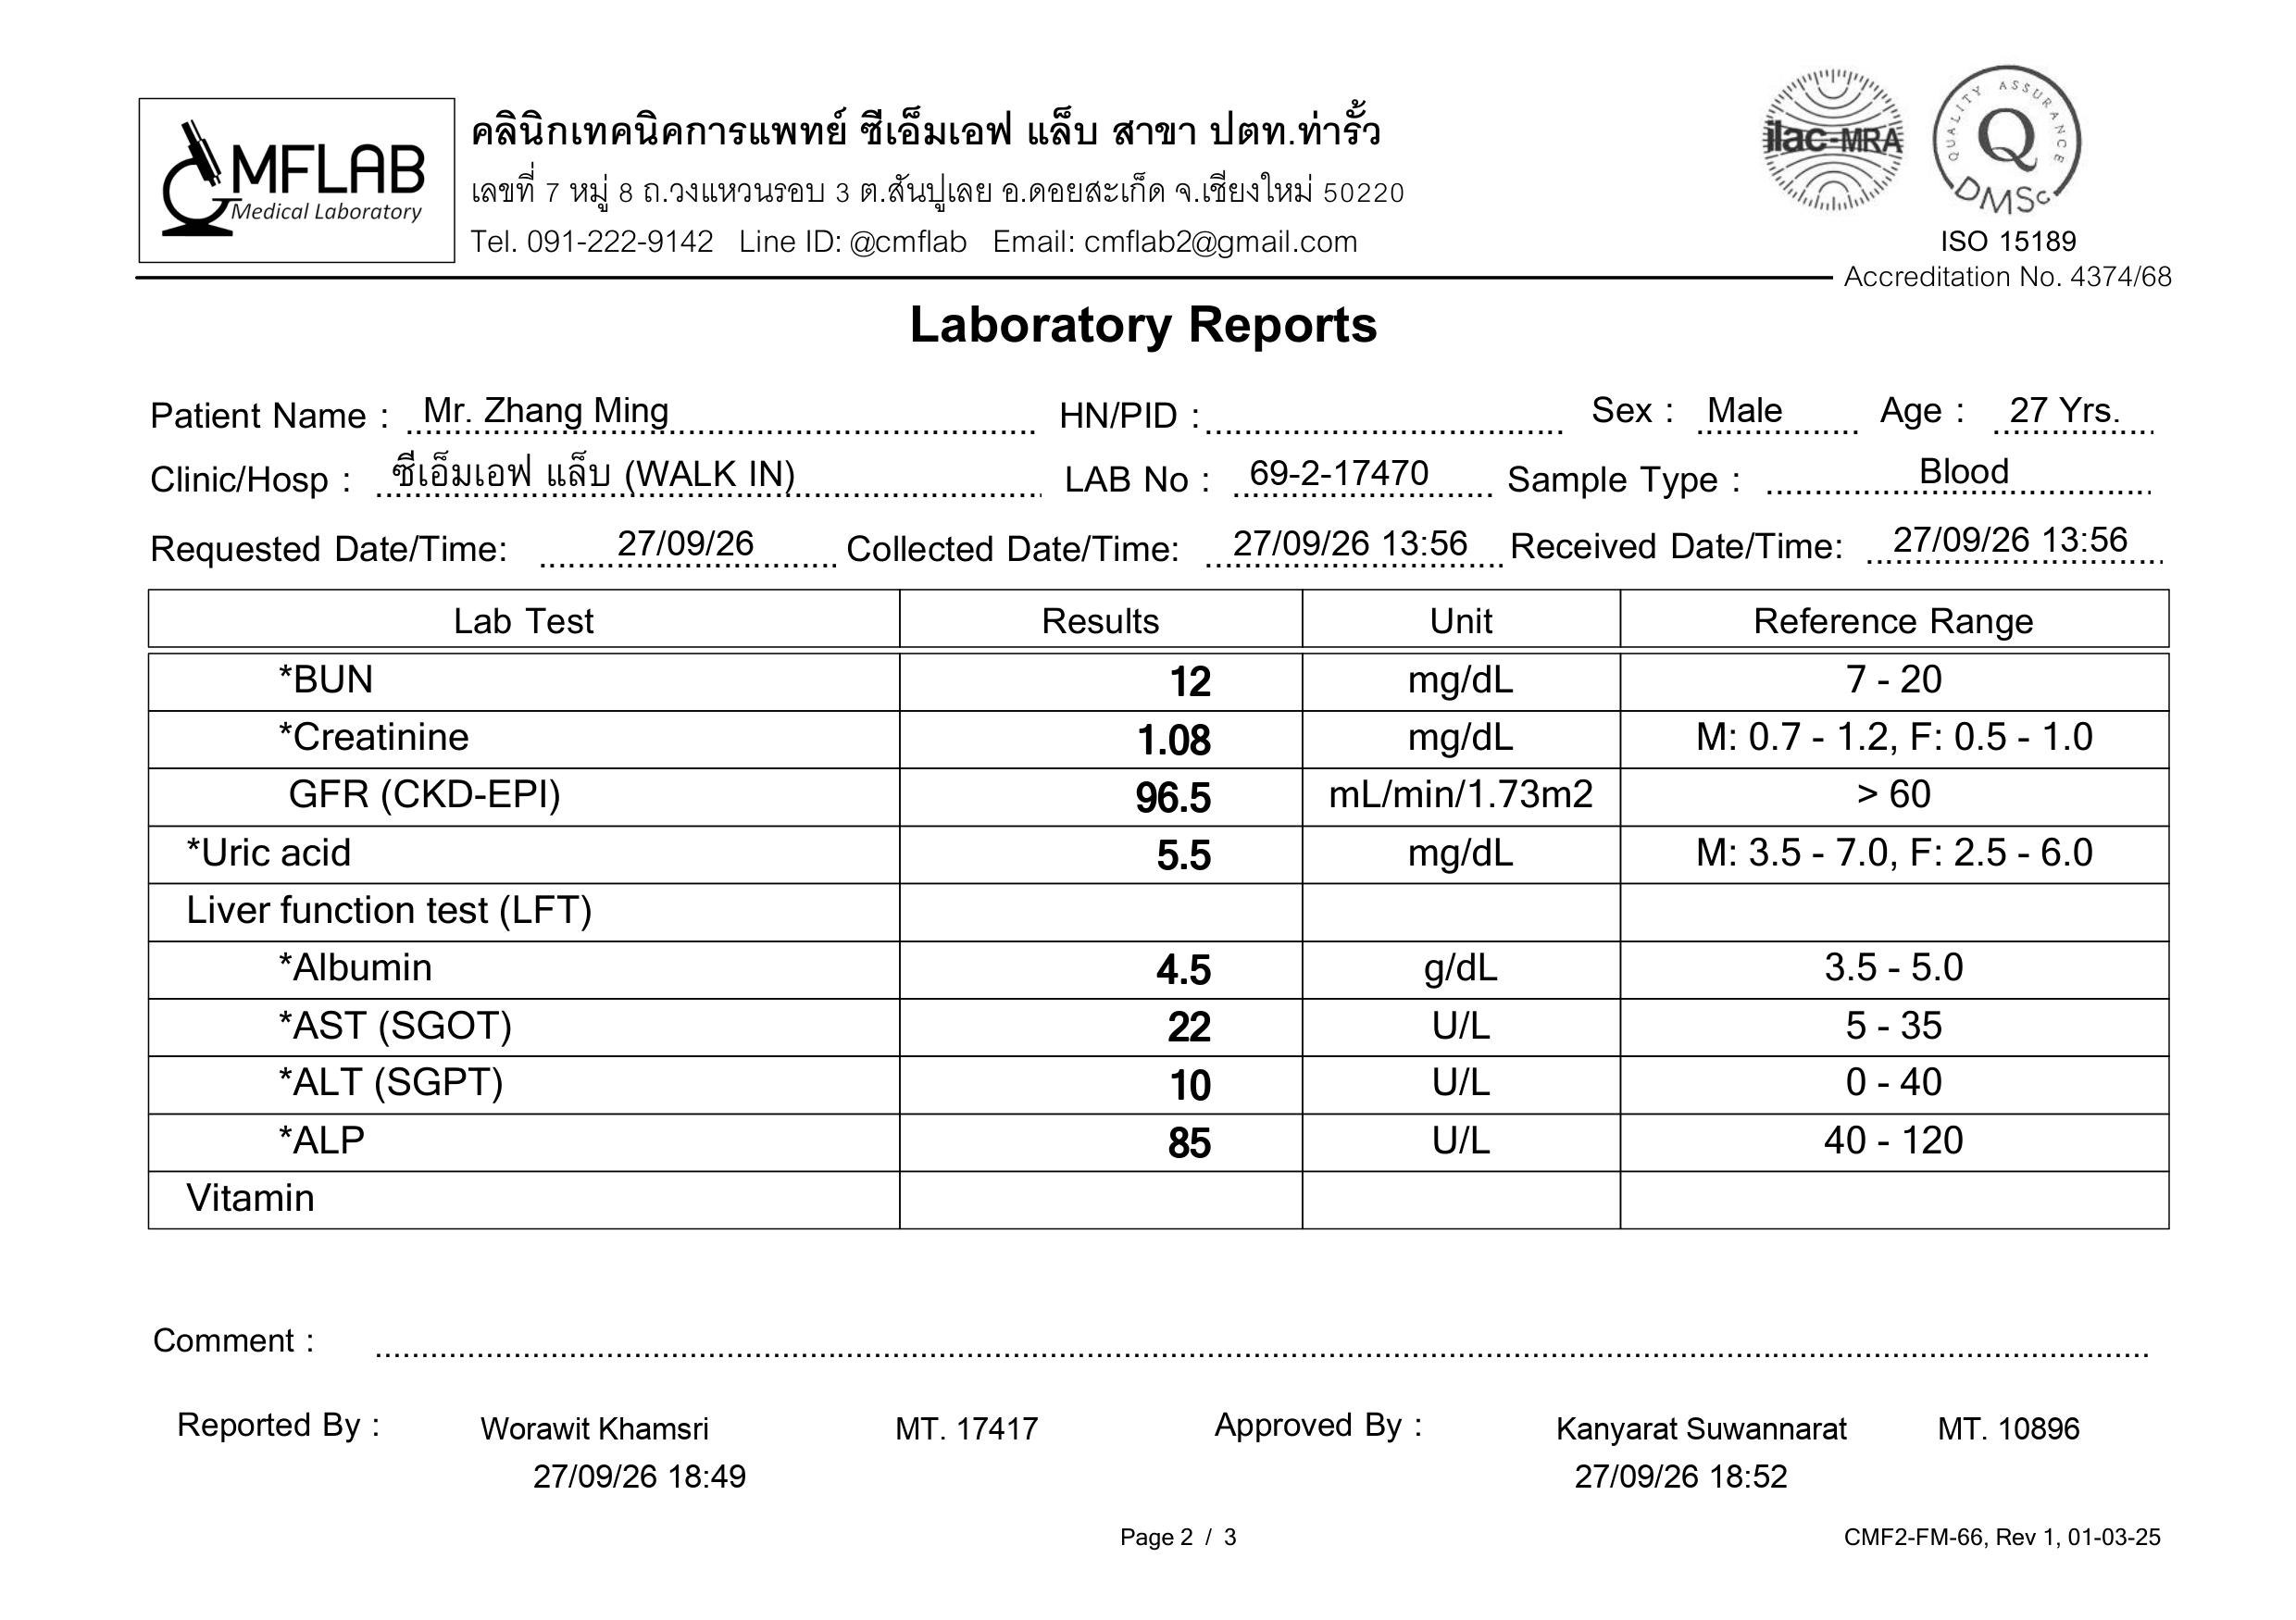 MFLAB
Medical Laboratory
คลินิกเทคนิคการแพทย์ ซีเอ็มเอฟ แล็บ สาขา ปตท.ท่ารั้ว
เลขที่ 7 หมู่ 8 ถ.วงแหวนรอบ 3 ต.สันปูเลย อ.ดอยสะเก็ด จ.เชียงใหม่ 50220
Tel. 091-222-9142 Line ID: @cmflab Email: cmflab2@gmail.com
ilac-MRA
QUALITY ASSURANCE
Q
DMSc
ISO 15189
Accreditation No. 4374/68
Laboratory Reports
Patient Name : Mr. Zhang Ming HN/PID : Sex : Male Age : 27 Yrs.
Clinic/Hosp : ซีเอ็มเอฟ แล็บ (WALK IN) LAB No : 69-2-17470 Sample Type : Blood
Requested Date/Time: 27/09/26 Collected Date/Time: 27/09/26 13:56 Received Date/Time: 27/09/26 13:56
Lab Test Results Unit Reference Range
*BUN 12 mg/dL 7 - 20
*Creatinine 1.08 mg/dL M: 0.7 - 1.2, F: 0.5 - 1.0
GFR (CKD-EPI) 96.5 mL/min/1.73m2 > 60
*Uric acid 5.5 mg/dL M: 3.5 - 7.0, F: 2.5 - 6.0
Liver function test (LFT)
*Albumin 4.5 g/dL 3.5 - 5.0
*AST (SGOT) 22 U/L 5 - 35
*ALT (SGPT) 10 U/L 0 - 40
*ALP 85 U/L 40 - 120
Vitamin
Comment :
Reported By : Worawit Khamsri MT. 17417 Approved By : Kanyarat Suwannarat MT. 10896
27/09/26 18:49 27/09/26 18:52
Page 2 / 3 CMF2-FM-66, Rev 1, 01-03-25